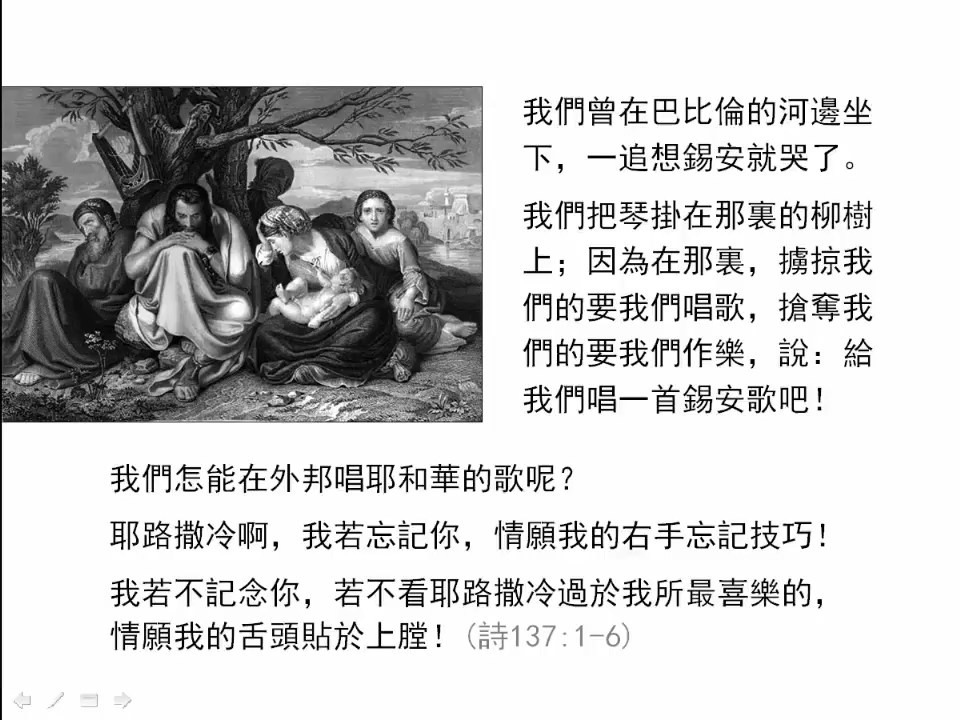 我們曾在巴比倫的河邊坐
下，一追想錫安就哭了。
我們把琴掛在那裏的柳樹
上；因為在那裏，擄掠我
們的要我們唱歌，搶奪我
們的要我們作樂，說：給
我們唱一首錫安歌吧！
我們怎能在外邦唱耶和華的歌呢？
耶路撒冷啊，我若忘記你，情願我的右手忘記技巧！
我若不記念你，若不看耶路撒冷過於我所最喜樂的，
情願我的舌頭貼於上膛！(詩137:1-6)